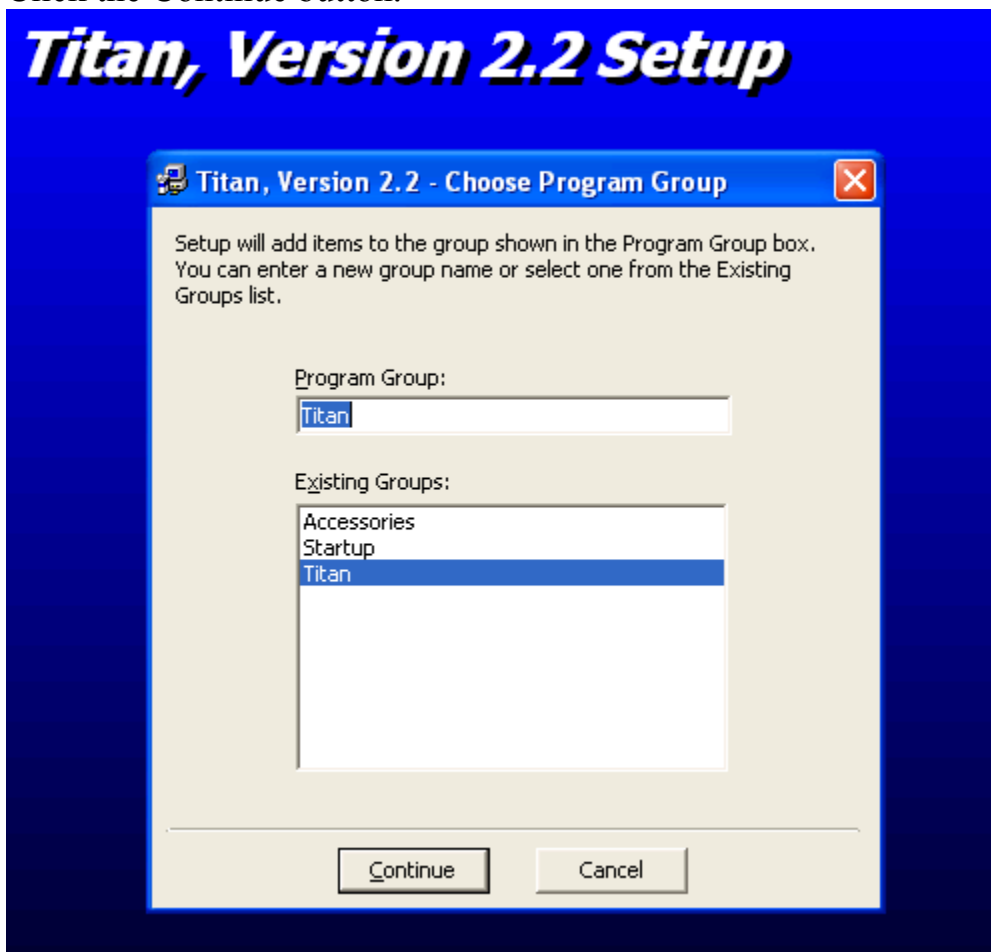 Titan, Version 2.2 Setup
Titan, Version 2.2 - Choose Program Group
Setup will add items to the group shown in the Program Group box.
You can enter a new group name or select one from the Existing
Groups list.
Program Group:
Titan
Existing Groups:
Accessories
Startup
Titan
Continue
Cancel